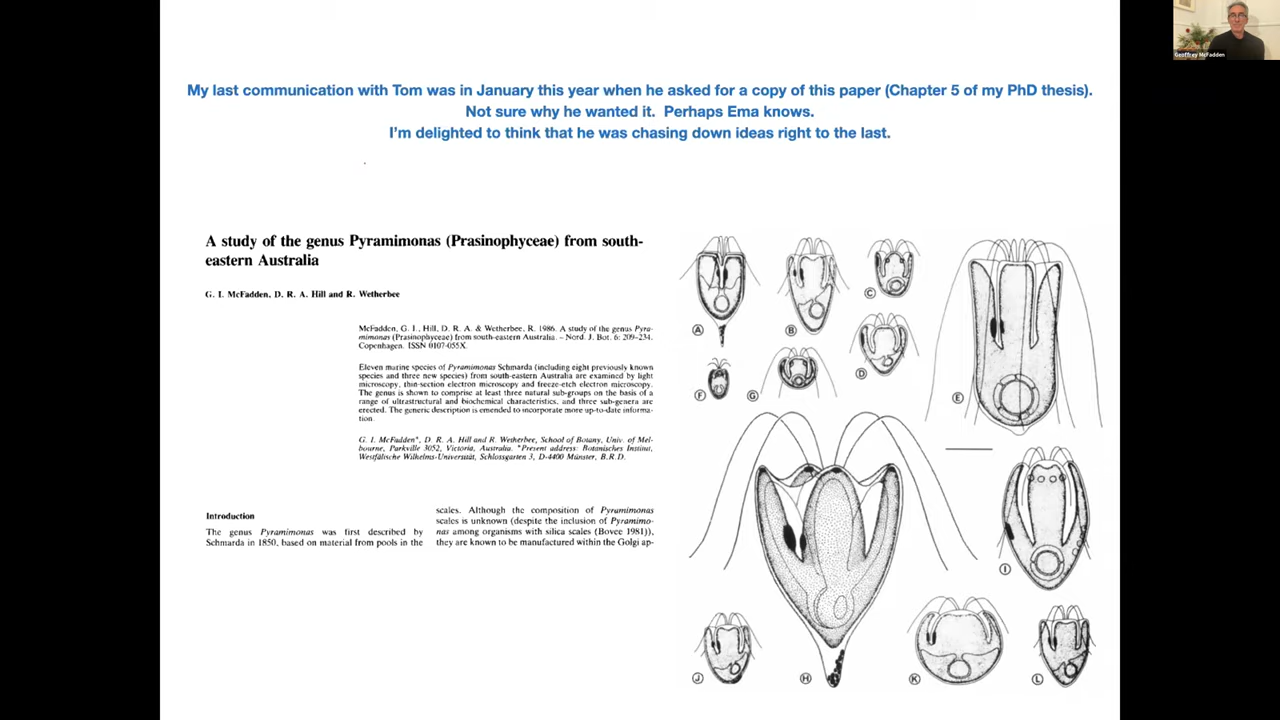 My last communication with Tom was in January this year when he asked for a copy of this paper (Chapter 5 of my PhD thesis).
Not sure why he wanted it. Perhaps Ema knows.
I'm delighted to think that he was chasing down ideas right to the last.
Geoffrey McFadden
A study of the genus Pyramimonas (Prasinophyceae) from south-
eastern Australia
G. I. McFadden, D. R. A. Hill and R. Wetherbee
McFadden, G. I., Hill, D. R. A. & Wetherbee, R. 1986. A study of the genus Pyra-
mimonas (Prasinophyceae) from south-eastern Australia. – Nord. J. Bot. 6: 209–234.
Copenhagen. ISSN 0107-055X.
Eleven marine species of Pyramimonas Schmarda (including eight previously known
species and three new species) from south-eastern Australia are examined by light
microscopy, thin-section electron microscopy and freeze-etch electron microscopy.
The genus is shown to comprise at least three natural sub-groups on the basis of a
range of ultrastructural and biochemical characteristics, and three sub-genera are
erected. The generic description is emended to incorporate more up-to-date informa-
tion.
G. I. McFadden*, D. R. A. Hill and R. Wetherbee, School of Botany, Univ. of Mel-
bourne, Parkville 3052, Victoria, Australia. *Present address: Botanisches Institut,
Westfälische Wilhelms-Universität, Schlossgarten 3, D-4400 Münster, B.R.D.
Introduction
The genus Pyramimonas was first described by
Schmarda in 1850, based on material from pools in the
scales. Although the composition of Pyramimonas
scales is unknown (despite the inclusion of Pyramimo-
nas among organisms with silica scales (Bovee 1981)),
they are known to be manufactured within the Golgi ap-
A
B
C
D
E
F
G
H
I
J
K
L